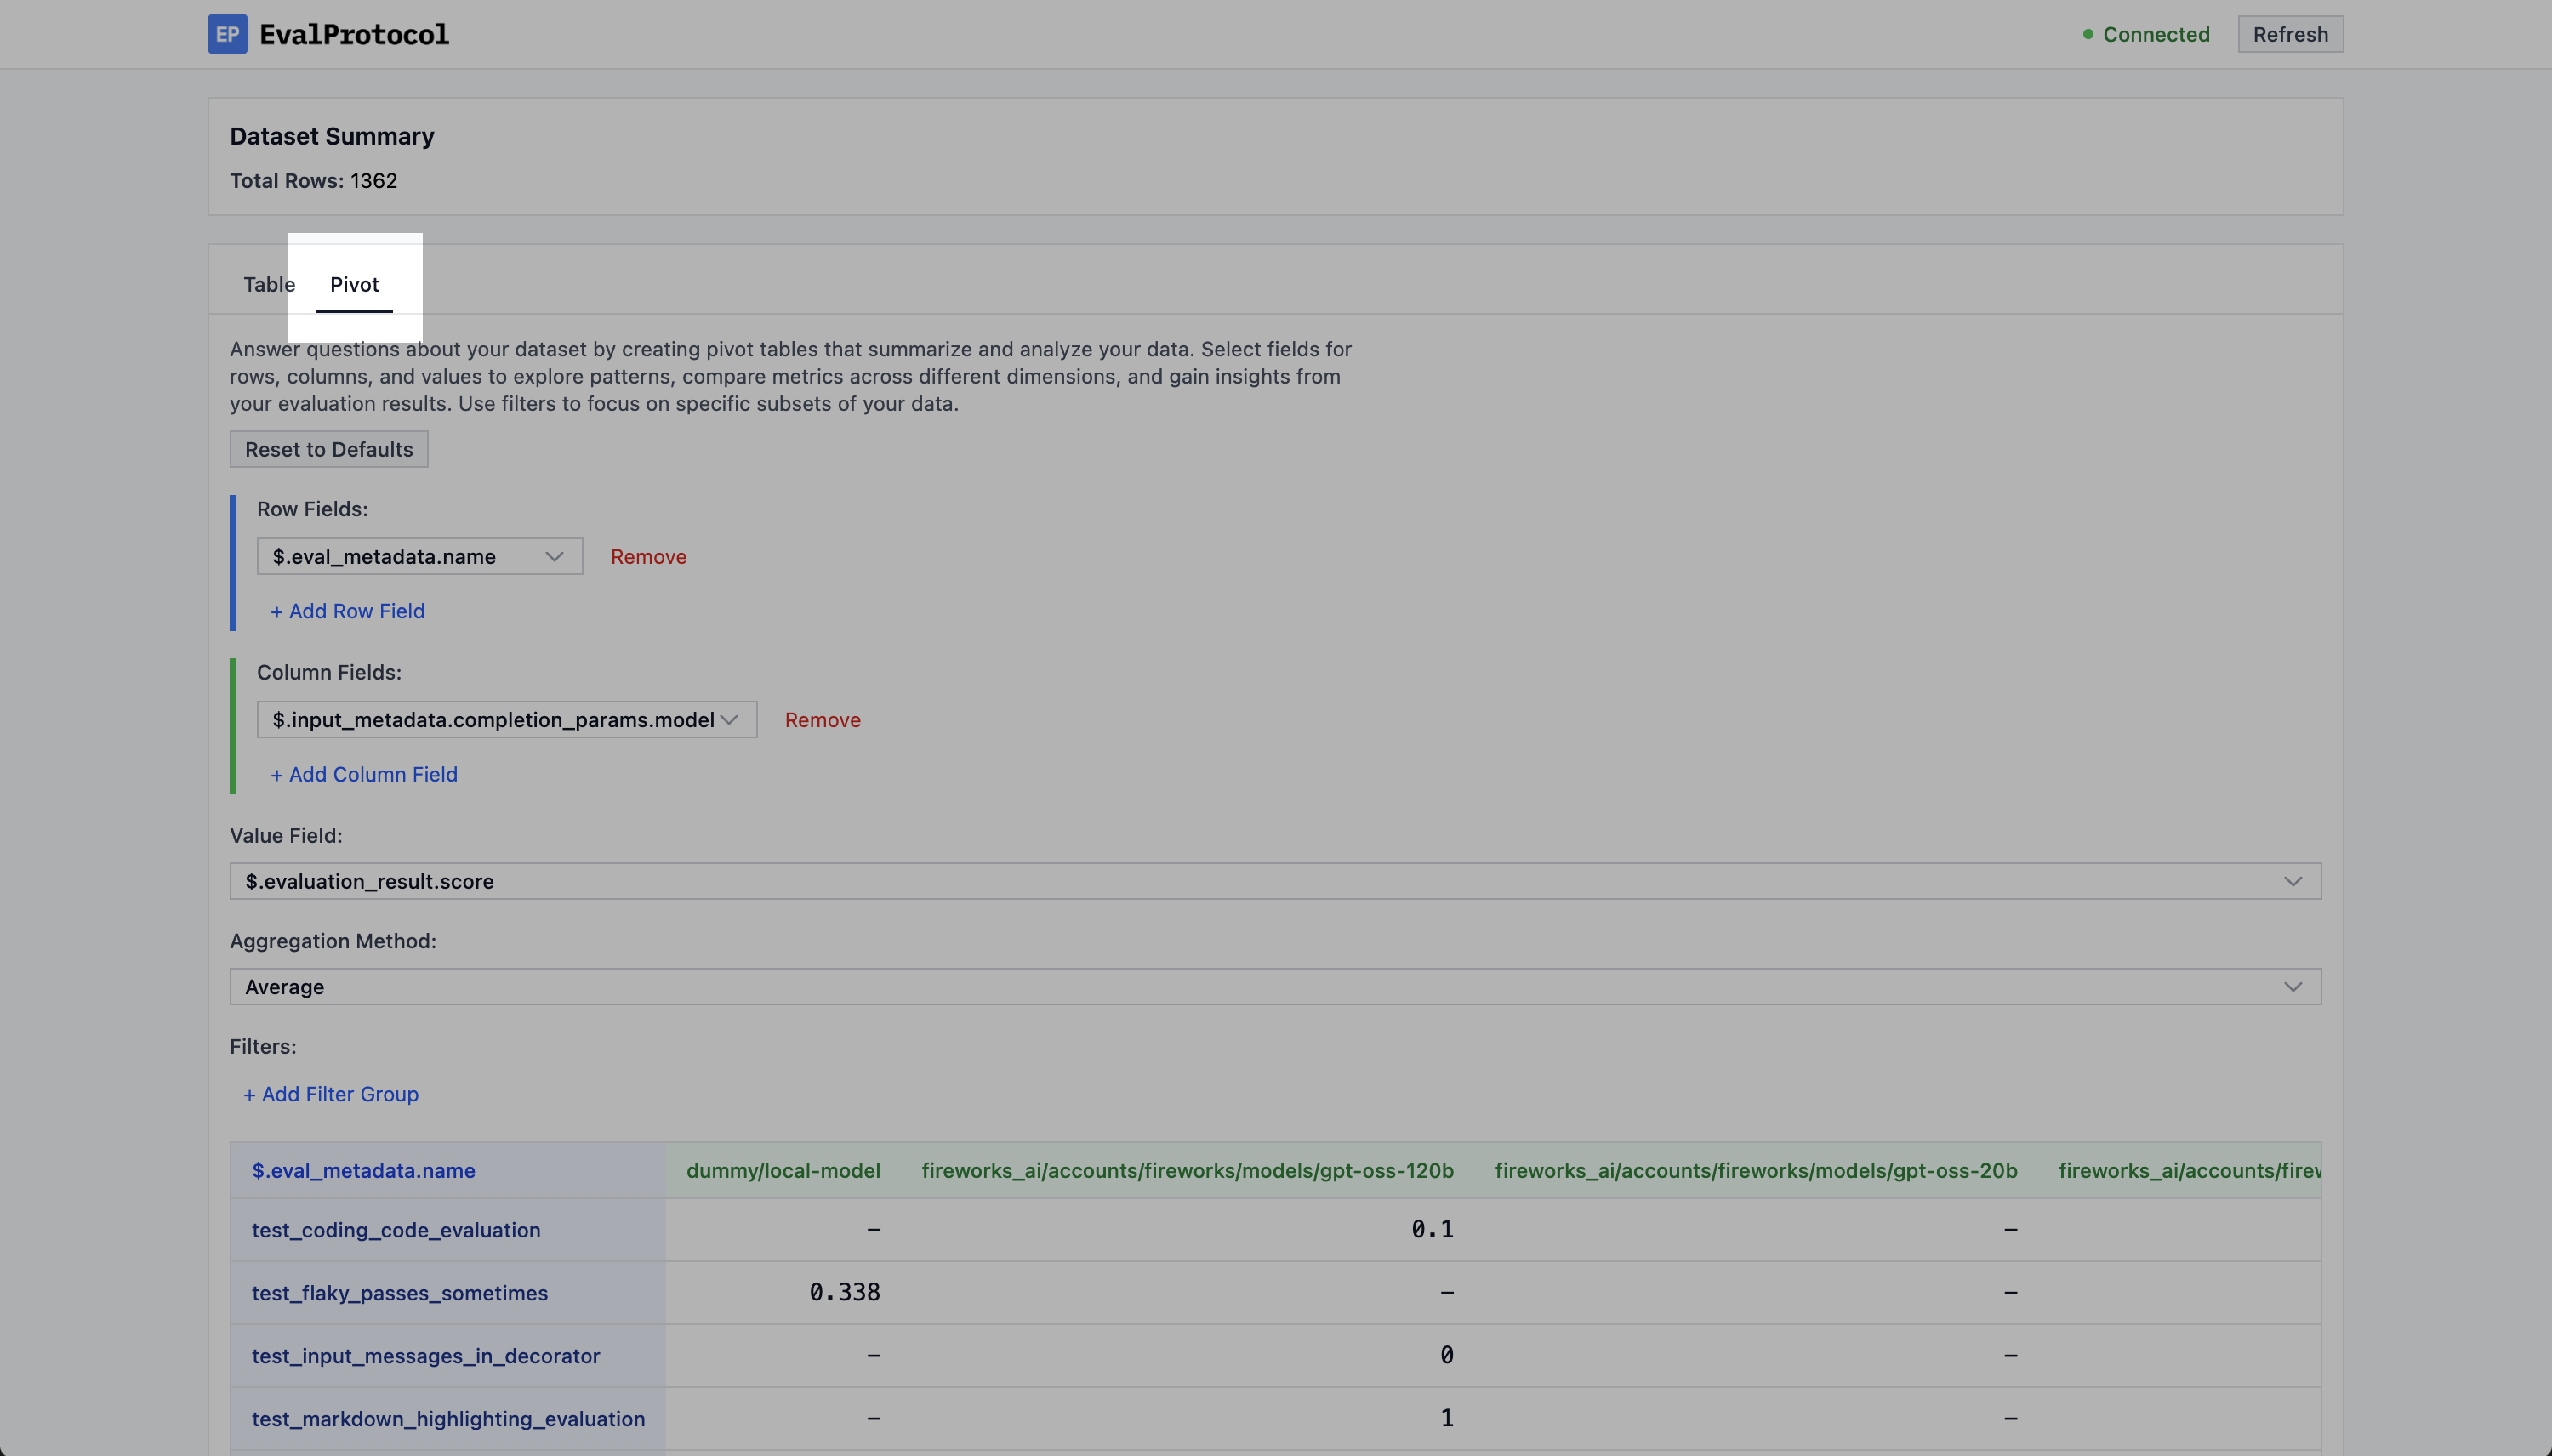 EP EvalProtocol
Connected
Refresh
Dataset Summary
Total Rows: 1362
Table
Pivot
Answer questions about your dataset by creating pivot tables that summarize and analyze your data. Select fields for
rows, columns, and values to explore patterns, compare metrics across different dimensions, and gain insights from
your evaluation results. Use filters to focus on specific subsets of your data.
Reset to Defaults
Row Fields:
$.eval_metadata.name
Remove
+ Add Row Field
Column Fields:
$.input_metadata.completion_params.model
Remove
+ Add Column Field
Value Field:
$.evaluation_result.score
Aggregation Method:
Average
Filters:
+ Add Filter Group
$.eval_metadata.name dummy/local-model fireworks_ai/accounts/fireworks/models/gpt-oss-120b fireworks_ai/accounts/fireworks/models/gpt-oss-20b fireworks_ai/accounts/firew
test_coding_code_evaluation – 0.1 –
test_flaky_passes_sometimes 0.338 – –
test_input_messages_in_decorator – 0 –
test_markdown_highlighting_evaluation – 1 –